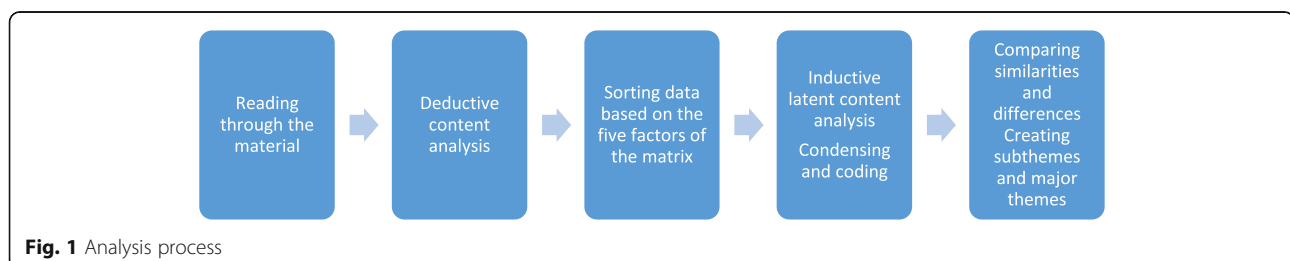 Reading
through the
material
Deductive
content
analysis
Sorting data
based on the
five factors of
the matrix
Inductive
latent content
analysis
Condensing
and coding
Comparing
similarities
and
differences
Creating
subthemes
and major
themes
Fig. 1 Analysis process